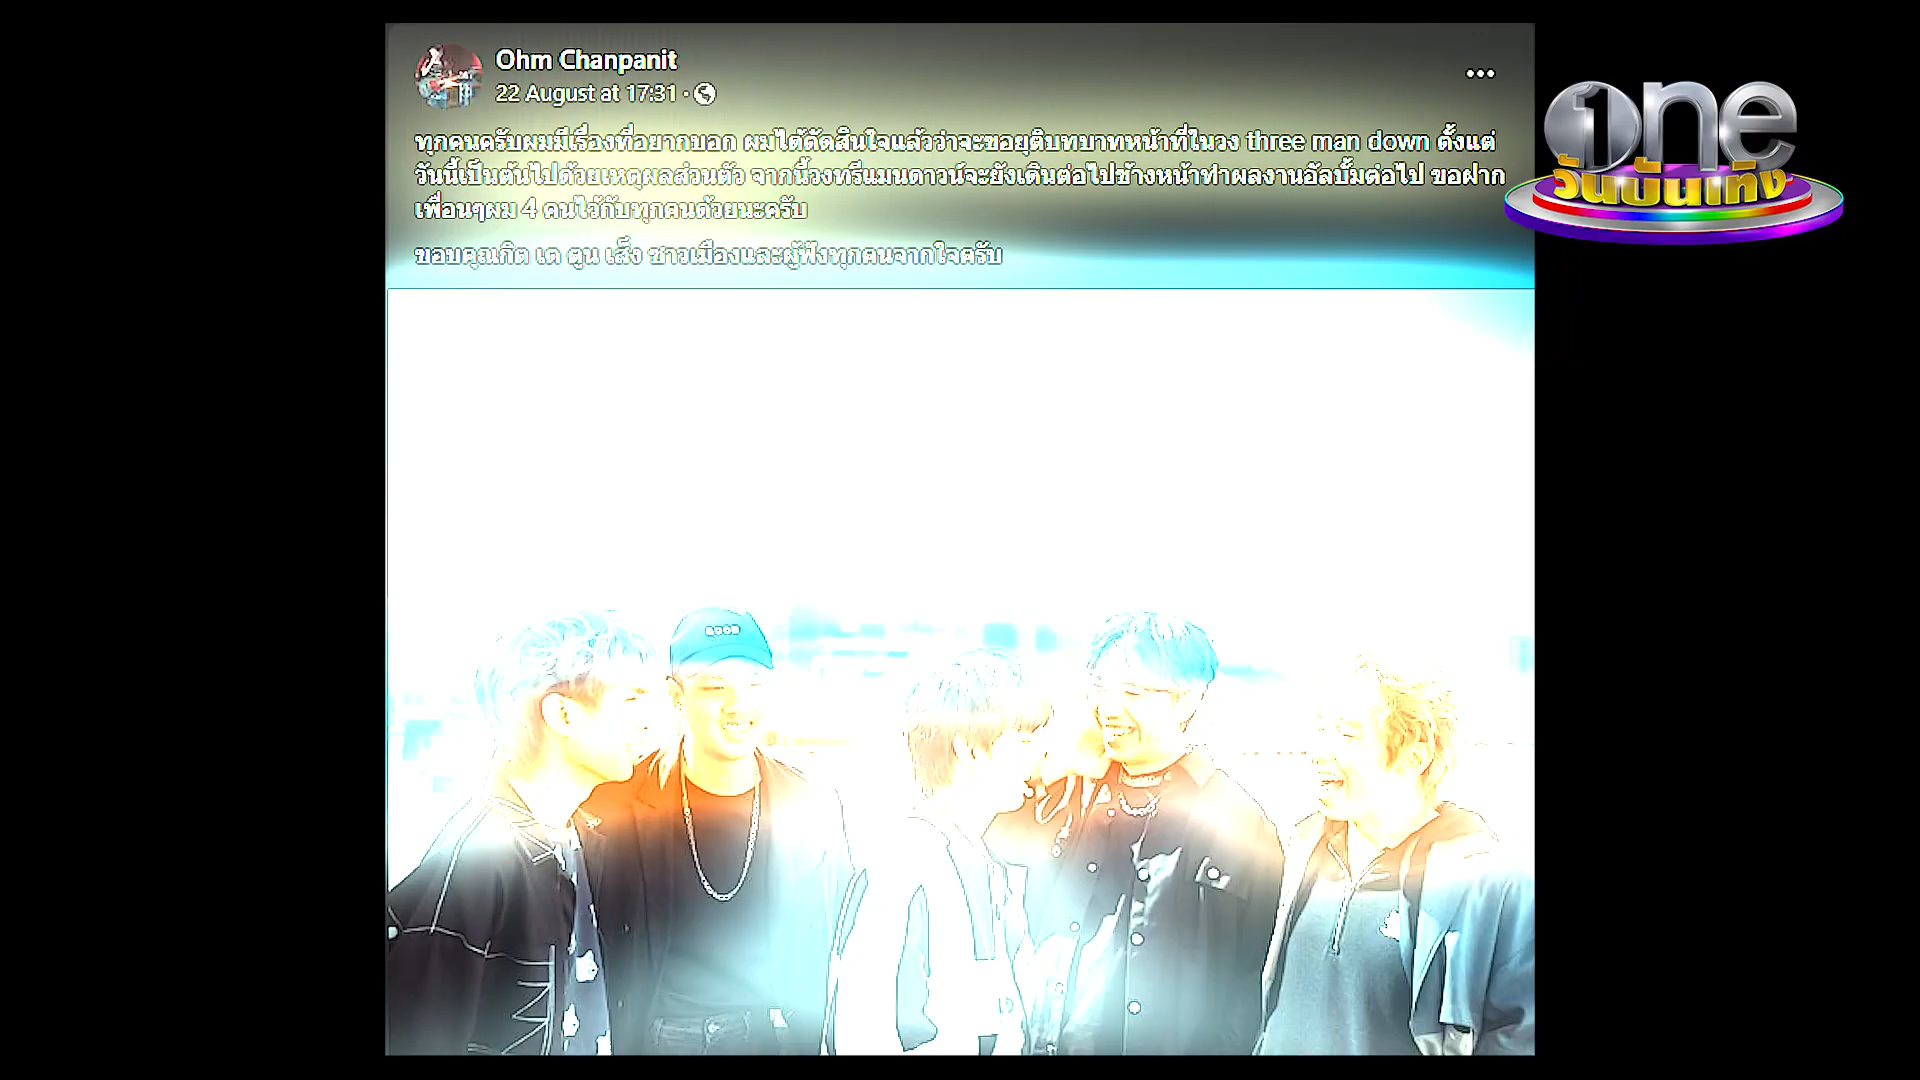 Ohm Chanpanit
22 August at 17:31 ·
one
วันบันเทิง
ทุกคนครับผมมีเรื่องที่อยากบอก ผมได้ตัดสินใจแล้วว่าจะขอยุติบทบาทหน้าที่ในวง three man down ตั้งแต่
วันนี้เป็นต้นไปด้วยเหตุผลส่วนตัว จากนี้วงทรีแมนดาวน์จะยังเดินต่อไปข้างหน้าทำผลงานอัลบั้มต่อไป ขอฝาก
เพื่อนๆผม 4 คนไว้กับทุกคนด้วยนะครับ
ขอบคุณกิต เต ตูน เส็ง ชาวเมืองและผู้ฟังทุกคนจากใจครับ